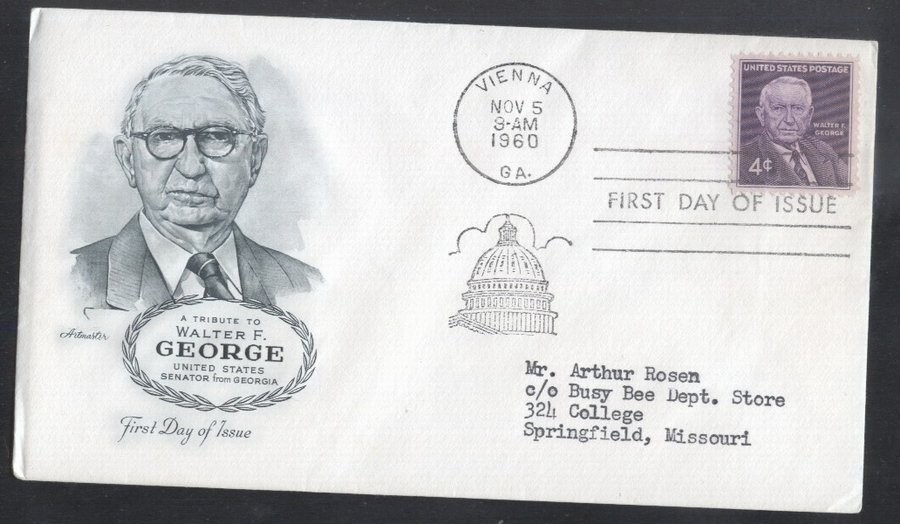 VIENNA
NOV 5
9-AM
1960
GA.
UNITED STATES POSTAGE
WALTER F.
GEORGE
4¢
FIRST DAY OF ISSUE
Artmaster
A TRIBUTE TO
WALTER F.
GEORGE
UNITED STATES
SENATOR from GEORGIA
First Day of Issue
Mr. Arthur Rosen
c/o Busy Bee Dept. Store
324 College
Springfield, Missouri